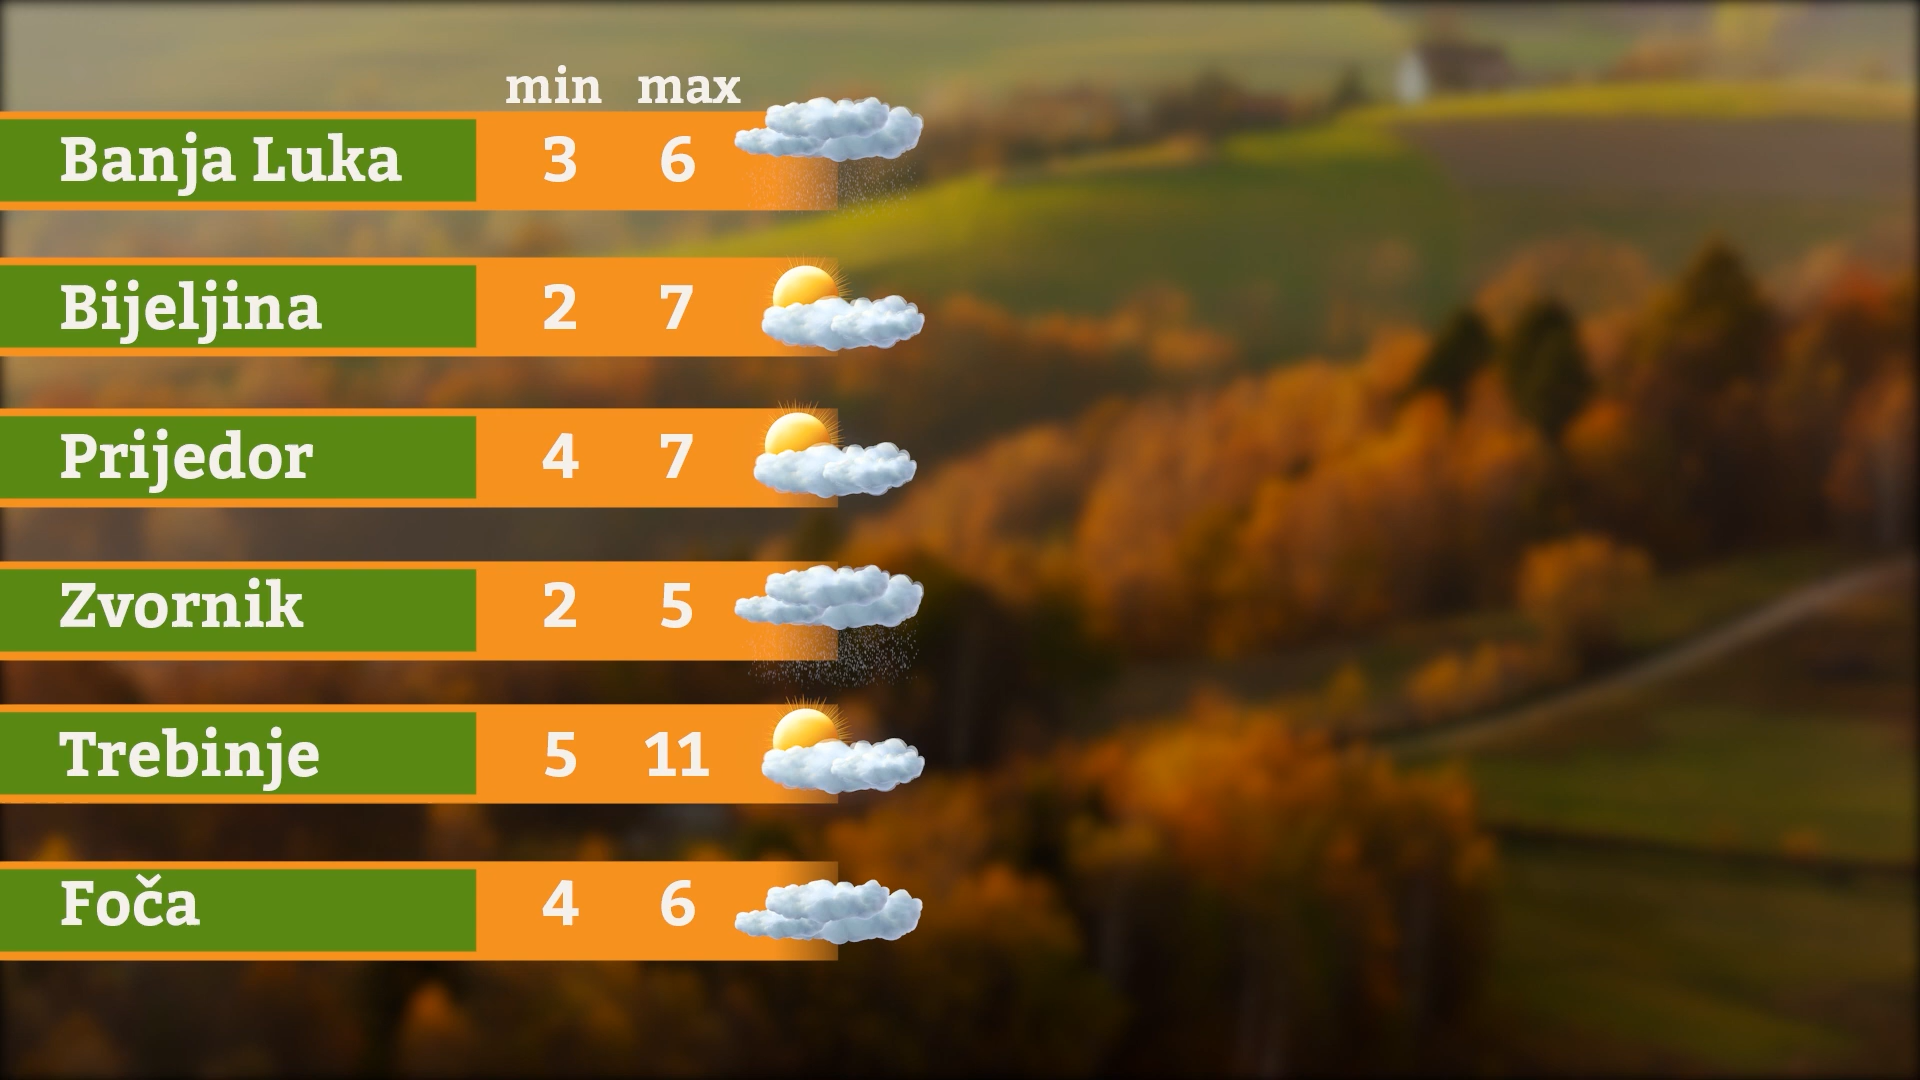 min max
Banja Luka 3 6
Bijeljina 2 7
Prijedor 4 7
Zvornik 2 5
Trebinje 5 11
Foča 4 6